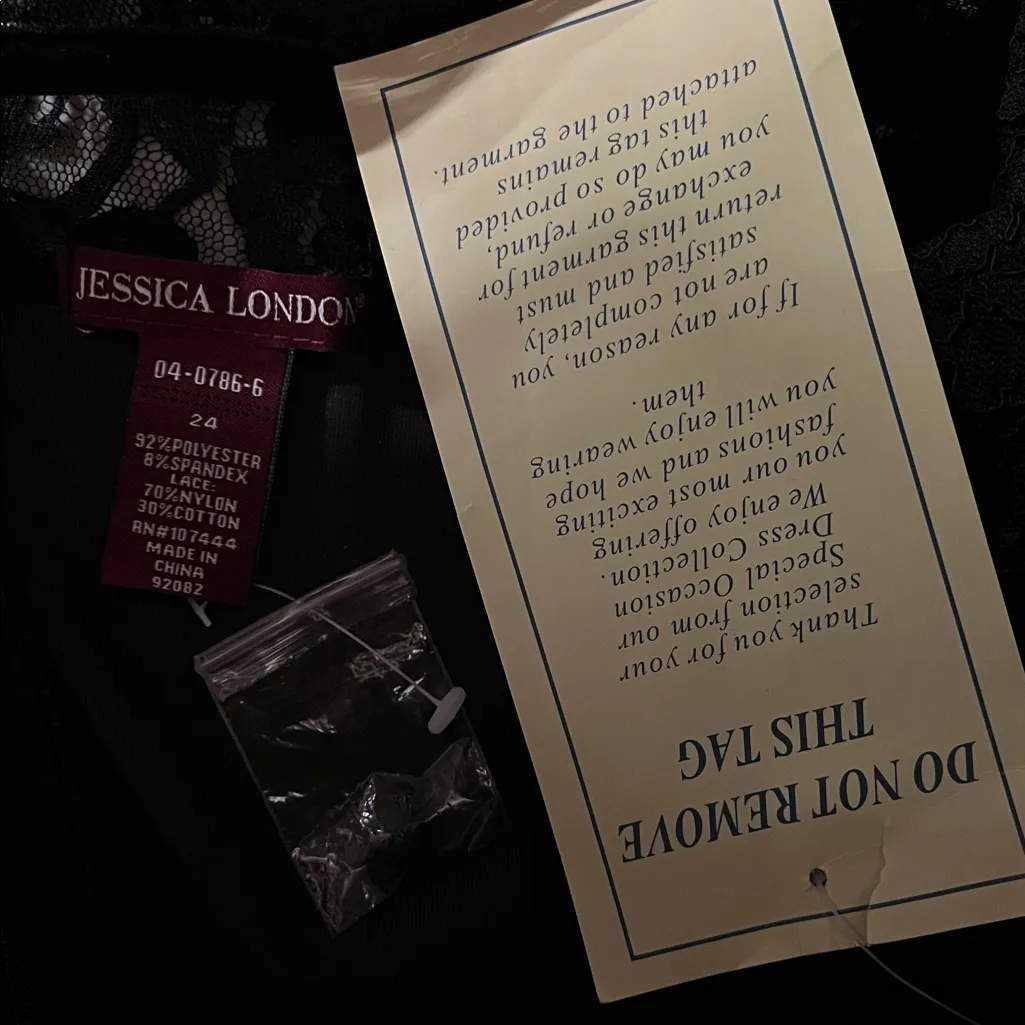 JESSICA LONDON®
04-0786-6
24
92%POLYESTER
8%SPANDEX
LACE:
70%NYLON
30%COTTON
RN#107444
MADE IN
CHINA
92082
DO NOT REMOVE
THIS TAG
Thank you for your
selection from our
Special Occasion
Dress Collection.
We enjoy offering
you our most exciting
fashions and we hope
you will enjoy wearing
them.
If for any reason, you
are not completely
satisfied and must
return this garment for
exchange or refund,
you may do so provided
this tag remains
attached to the garment.